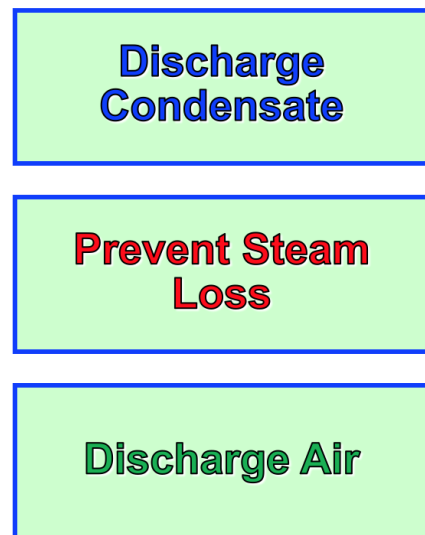 Discharge
Condensate
Prevent Steam
Loss
Discharge Air